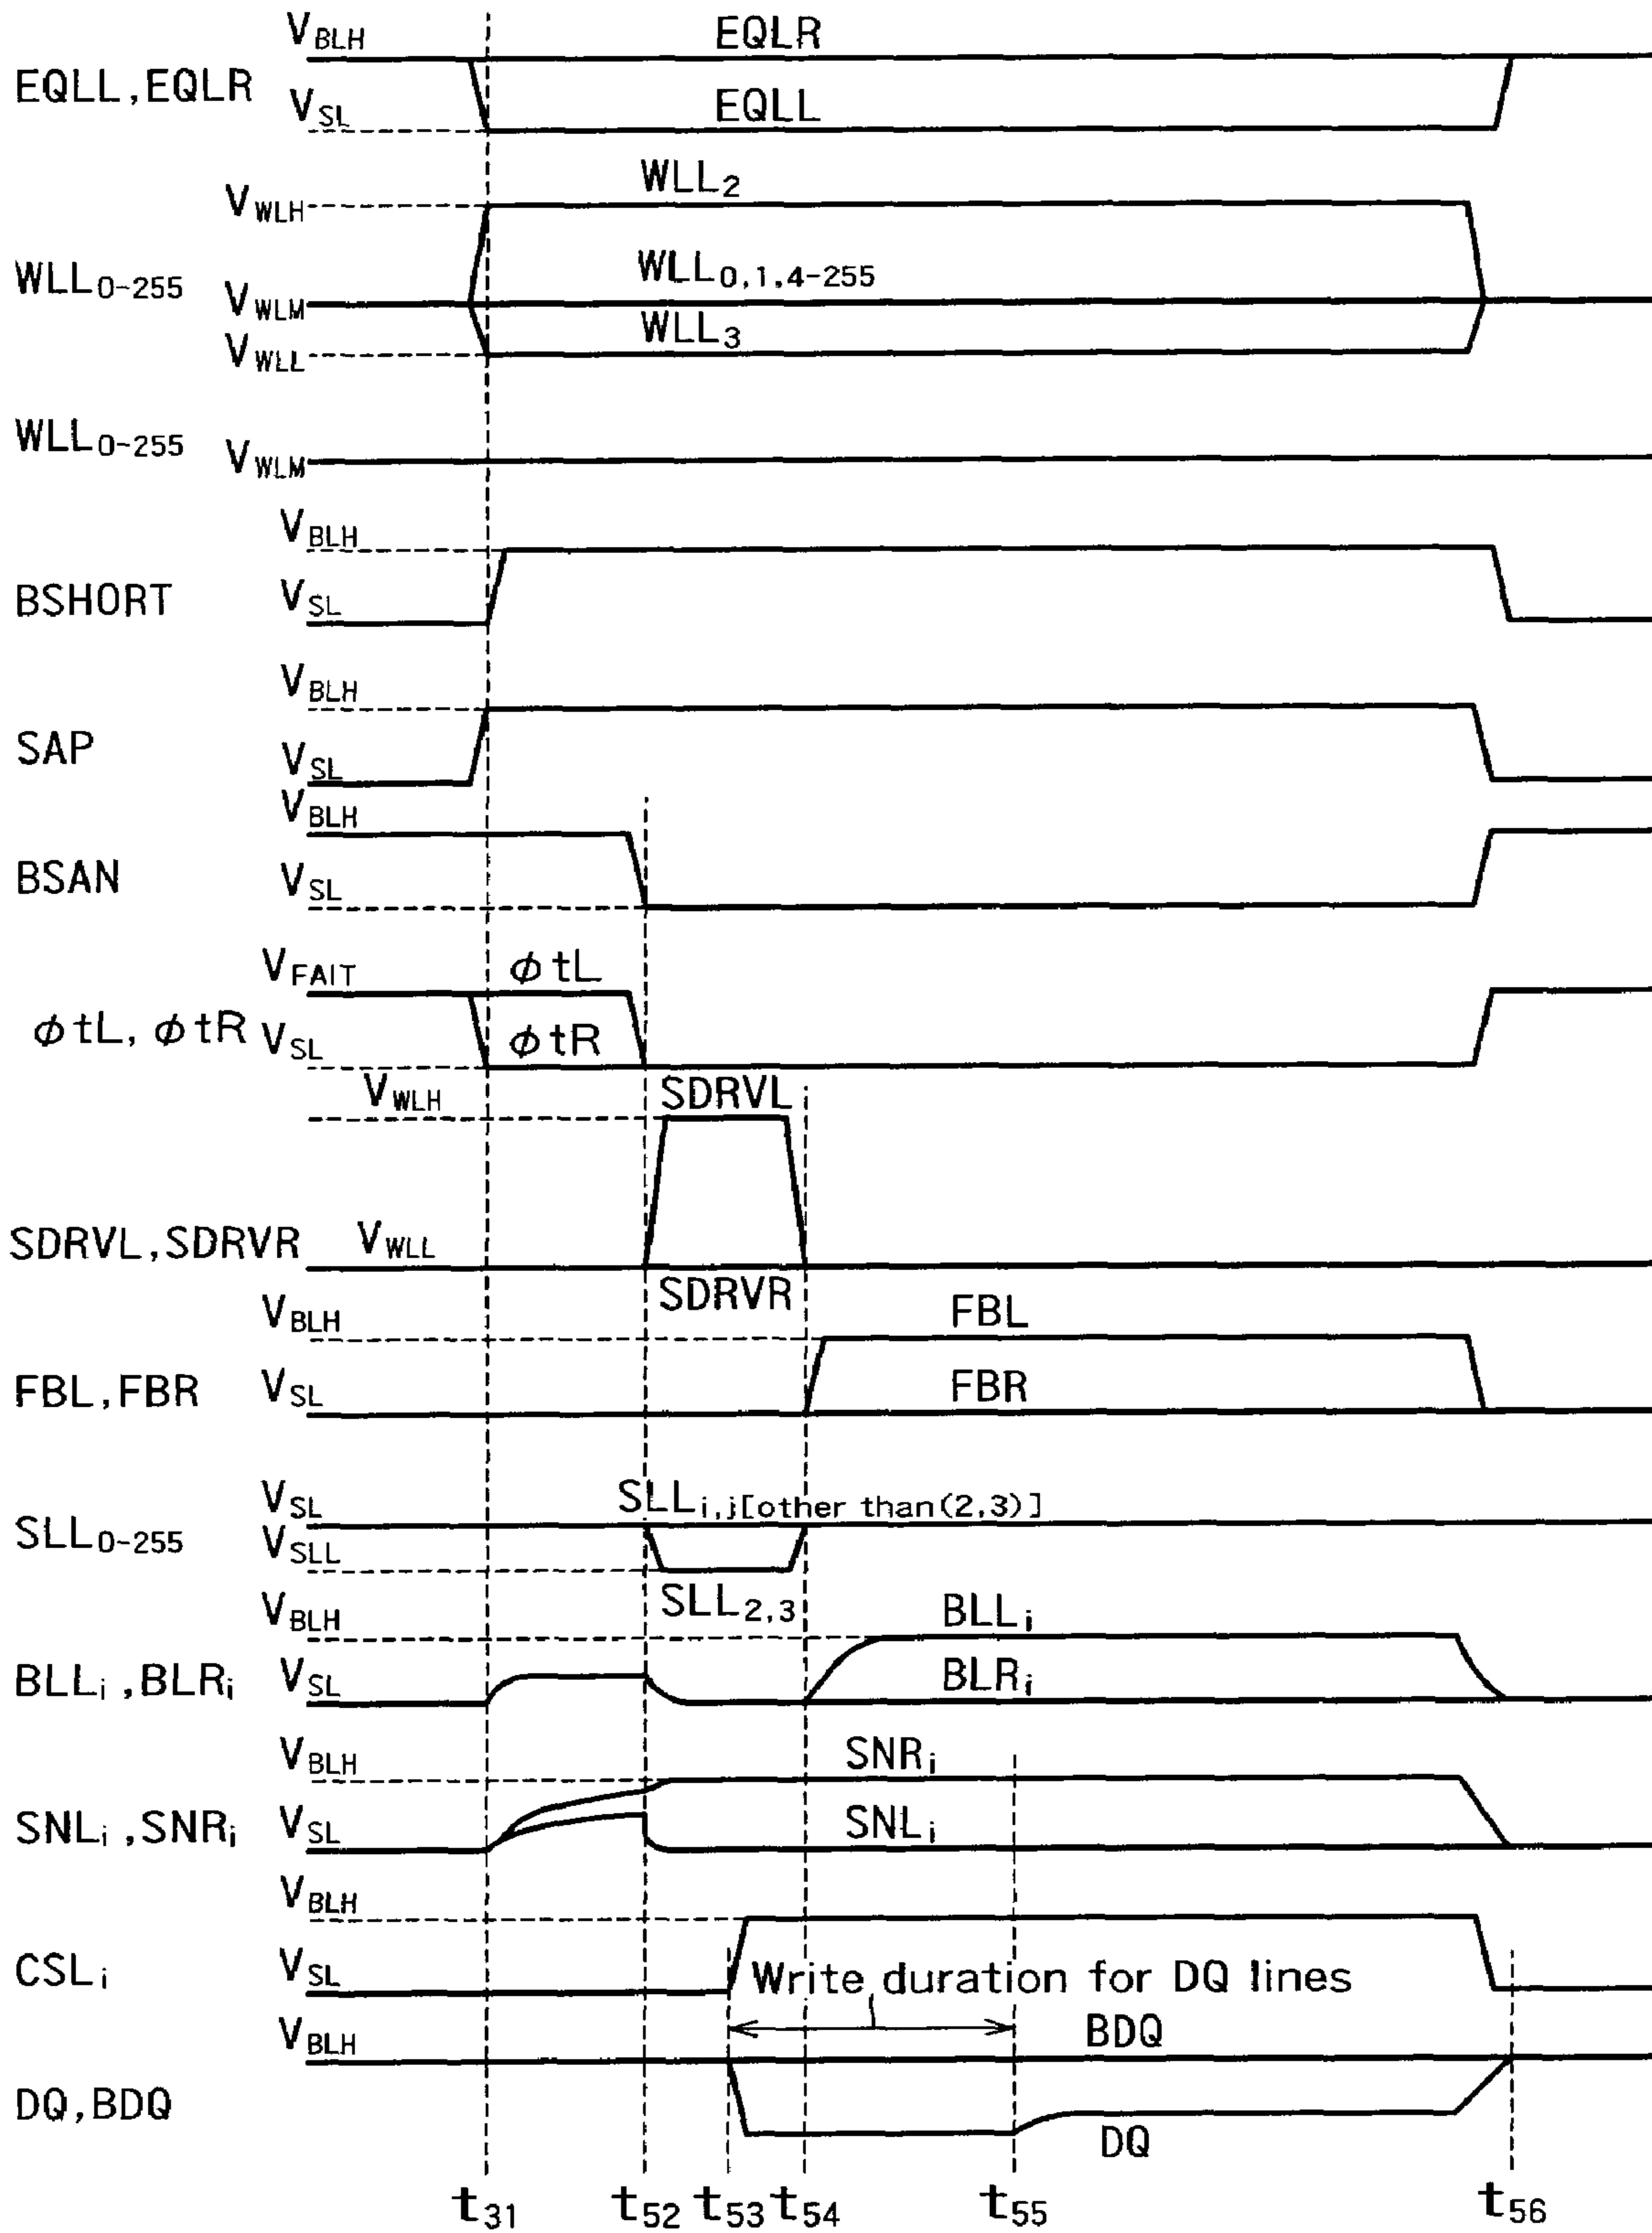 V_BLH EQLR
EQLL,EQLR
V_SL EQLL
WLL_2
V_WLH
WLL_0-255 WLL_0,1,4-255
V_WLM
WLL_3
V_WLL
WLL_0-255
V_WLM
V_BLH
BSHORT V_SL
V_BLH
SAP V_SL
V_BLH
BSAN V_SL
V_FAIT φtL
φtL, φtR V_SL φtR
V_WLH SDRVL
SDRVL,SDRVR V_WLL
SDRVR
V_BLH FBL
FBL,FBR V_SL FBR
V_SL SLL_i,j[other than(2,3)]
SLL_0-255 V_SLL
SLL_2,3
V_BLH BLL_i
BLL_i,BLR_i V_SL BLR_i
V_BLH SNR_i
SNL_i,SNR_i V_SL SNL_i
V_BLH
CSL_i V_SL Write duration for DQ lines
V_BLH BDQ
DQ,BDQ
DQ
t_31 t_52 t_53 t_54 t_55 t_56